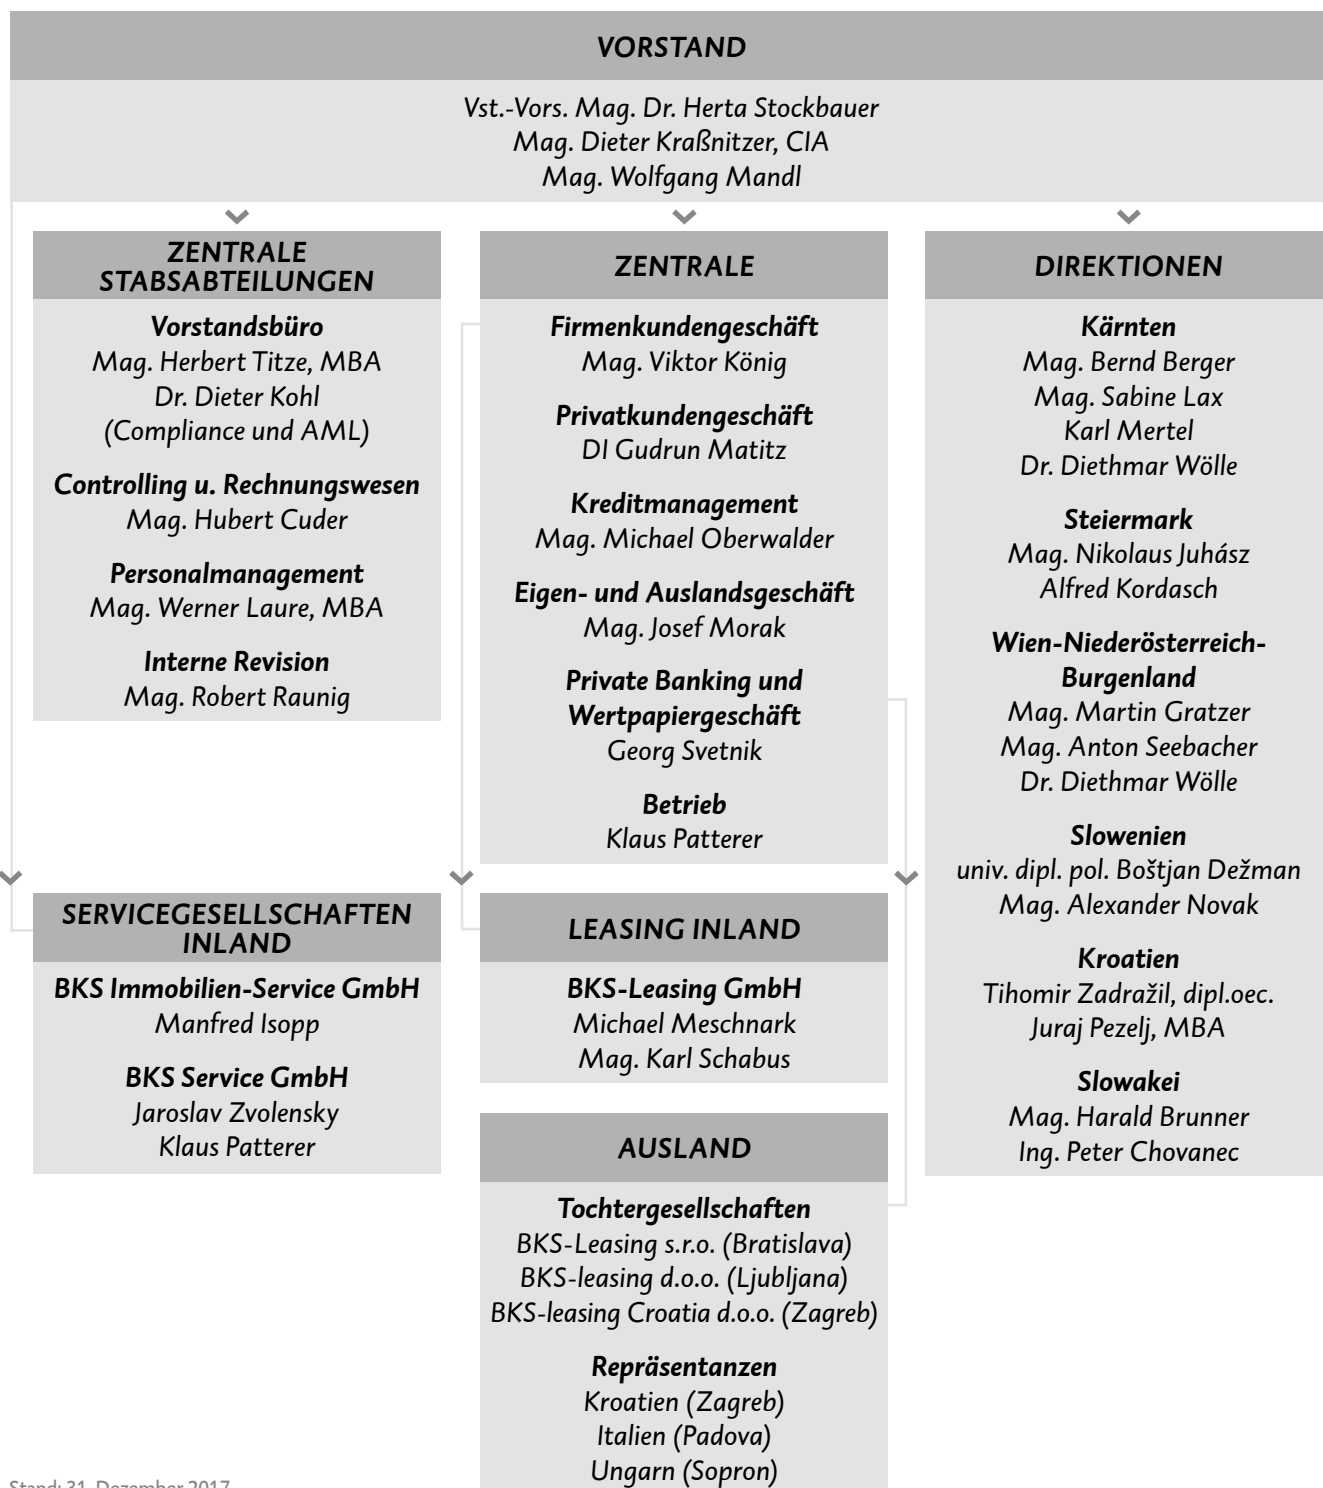 VORSTAND
Vst.-Vors. Mag. Dr. Herta Stockbauer
Mag. Dieter Kraßnitzer, CIA
Mag. Wolfgang Mandl
ZENTRALE
STABSABTEILUNGEN
Vorstandsbüro
Mag. Herbert Titze, MBA
Dr. Dieter Kohl
(Compliance und AML)
Controlling u. Rechnungswesen
Mag. Hubert Cuder
Personalmanagement
Mag. Werner Laure, MBA
Interne Revision
Mag. Robert Raunig
ZENTRALE
Firmenkundengeschäft
Mag. Viktor König
Privatkundengeschäft
DI Gudrun Matitz
Kreditmanagement
Mag. Michael Oberwalder
Eigen- und Auslandsgeschäft
Mag. Josef Morak
Private Banking und
Wertpapiergeschäft
Georg Svetnik
Betrieb
Klaus Patterer
DIREKTIONEN
Kärnten
Mag. Bernd Berger
Mag. Sabine Lax
Karl Mertel
Dr. Diethmar Wölle
Steiermark
Mag. Nikolaus Juhász
Alfred Kordasch
Wien-Niederösterreich-
Burgenland
Mag. Martin Gratzer
Mag. Anton Seebacher
Dr. Diethmar Wölle
Slowenien
univ. dipl. pol. Boštjan Dežman
Mag. Alexander Novak
Kroatien
Tihomir Zadražil, dipl.oec.
Juraj Pezelj, MBA
Slowakei
Mag. Harald Brunner
Ing. Peter Chovanec
SERVICEGESELLSCHAFTEN
INLAND
BKS Immobilien-Service GmbH
Manfred Isopp
BKS Service GmbH
Jaroslav Zvolensky
Klaus Patterer
LEASING INLAND
BKS-Leasing GmbH
Michael Meschnark
Mag. Karl Schabus
AUSLAND
Tochtergesellschaften
BKS-Leasing s.r.o. (Bratislava)
BKS-leasing d.o.o. (Ljubljana)
BKS-leasing Croatia d.o.o. (Zagreb)
Repräsentanzen
Kroatien (Zagreb)
Italien (Padova)
Ungarn (Sopron)
Stand: 31. Dezember 2017